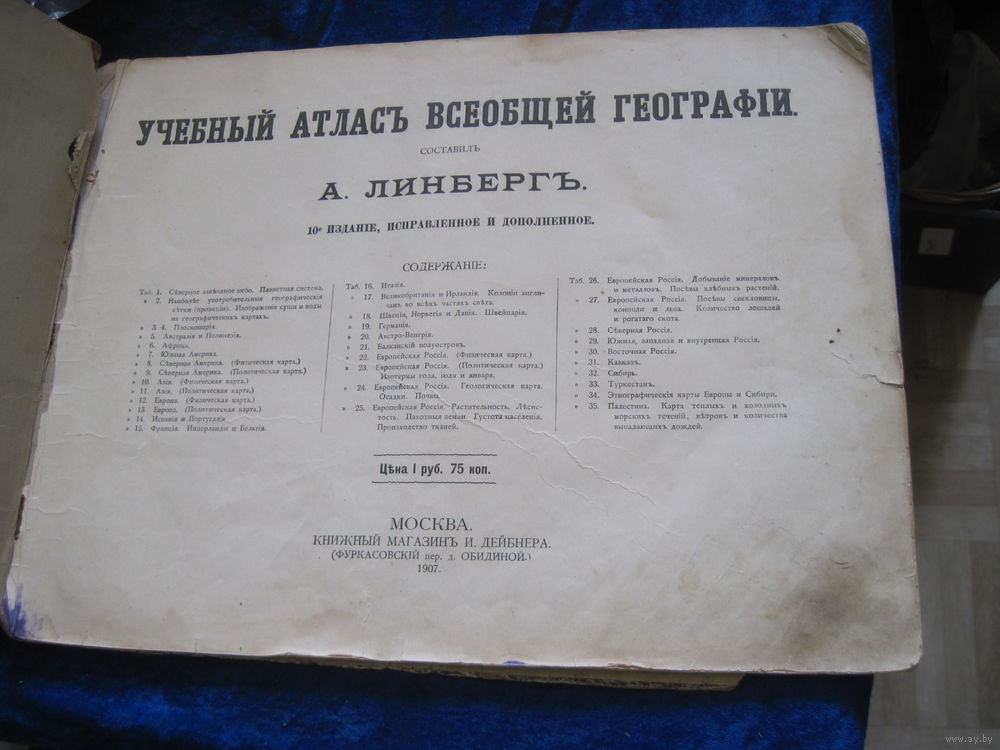 УЧЕБНЫЙ АТЛАСЪ ВСЕОБЩЕЙ ГЕОГРАФІИ.
СОСТАВИЛЪ
А. ЛИНБЕРГЪ.
10е ИЗДАНІЕ, ИСПРАВЛЕННОЕ И ДОПОЛНЕННОЕ.
СОДЕРЖАНІЕ:
Таб. 1. Сѣверное звѣздное небо. Планетная система.
» 2. Наиболѣе употребительныя географическія
сѣтки (проекціи). Изображеніе суши и воды
на географическихъ картахъ.
» 3. 4. Плоскошарія.
» 5. Австралія и Полинезія.
» 6. Африка.
» 7. Южная Америка.
» 8. Сѣверная Америка. (Физическая карта.)
» 9. Сѣверная Америка. (Политическая карта.)
» 10. Азія. (Физическая карта.)
» 11. Азія. (Политическая карта.)
» 12. Европа. (Физическая карта.)
» 13. Европа. (Политическая карта.)
» 14. Испанія и Португалія
» 15. Франція. Нидерланды и Бельгія.
Таб. 16. Италія.
» 17. Великобританія и Ирландія. Колоніи англи-
чанъ во всѣхъ частяхъ свѣта.
» 18. Швеція, Норвегія и Данія. Швейцарія.
» 19. Германія.
» 20. Австро-Венгрія.
» 21. Балканскій полуостровъ.
» 22. Европейская Россія. (Физическая карта.)
» 23. Европейская Россія. (Политическая карта.)
Изотермы года, іюля и января.
» 24. Европейская Россія. Геологическая карта.
Осадки. Почвы.
» 25. Европейская Россія. Растительность. Лѣсис-
тость. Пахотныя земли. Густота населенія.
Производство тканей.
Таб. 26. Европейская Россія. Добываніе минераловъ
и металловъ. Посѣвы хлѣбныхъ растеній.
» 27. Европейская Россія. Посѣвы свекловицы,
конопли и льна. Количество лошадей
и рогатаго скота.
» 28. Сѣверная Россія.
» 29. Южная, западная и внутренняя Россія.
» 30. Восточная Россія.
» 31. Кавказъ.
» 32. Сибирь.
» 33. Туркестанъ.
» 34. Этнографическія карты Европы и Сибири.
» 35. Палестина. Карта теплыхъ и холодныхъ
морскихъ теченій, вѣтровъ и количества
выпадающихъ дождей.
Цѣна 1 руб. 75 коп.
МОСКВА.
КНИЖНЫЙ МАГАЗИНЪ И. ДЕЙБНЕРА.
(ФУРКАСОВСКІЙ пер. д. ОБИДИНОЙ.)
1907.
www.ay.by